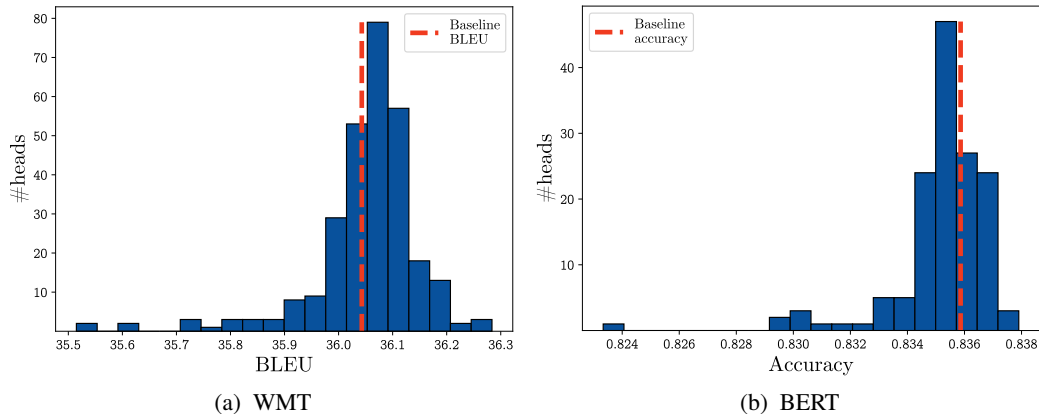 80
70
60
50
40
30
20
10
#heads
35.5 35.6 35.7 35.8 35.9 36.0 36.1 36.2 36.3
BLEU
Baseline
BLEU
(a) WMT
40
30
20
10
#heads
0.824 0.826 0.828 0.830 0.832 0.834 0.836 0.838
Accuracy
Baseline
accuracy
(b) BERT